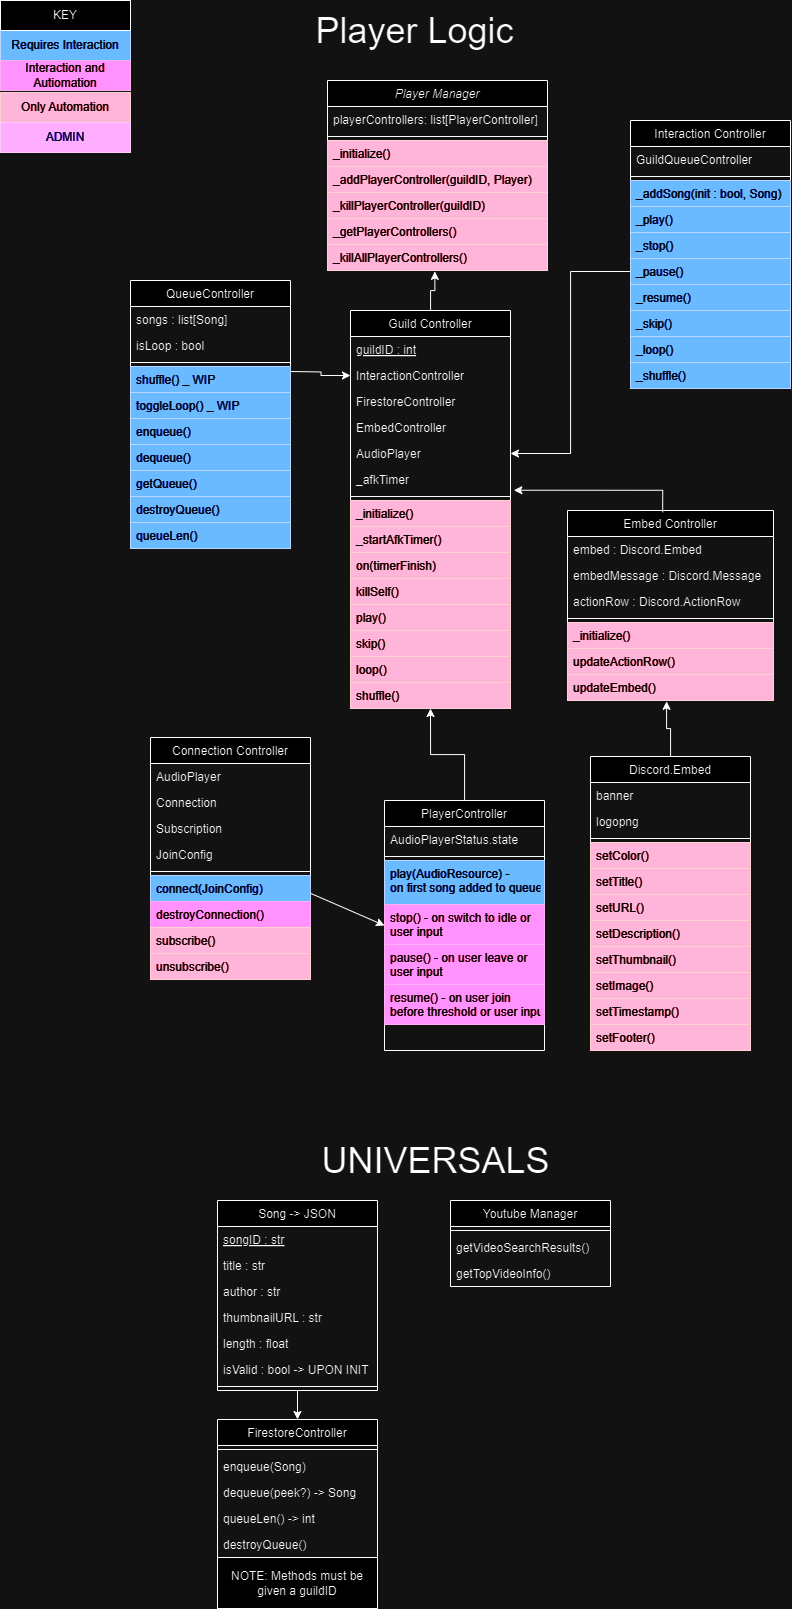 KEY
Requires Interaction
Interaction and
Autiomation
Only Automation
ADMIN
Player Logic
Player Manager
playerControllers: list[PlayerController]
_initialize()
_addPlayerController(guildID, Player)
_killPlayerController(guildID)
_getPlayerControllers()
_killAllPlayerControllers()
Interaction Controller
GuildQueueController
_addSong(init : bool, Song)
_play()
_stop()
_pause()
_resume()
_skip()
_loop()
_shuffle()
QueueController
songs : list[Song]
isLoop : bool
shuffle() _ WIP
toggleLoop() _ WIP
enqueue()
dequeue()
getQueue()
destroyQueue()
queueLen()
Guild Controller
guildID : int
InteractionController
FirestoreController
EmbedController
AudioPlayer
_afkTimer
_initialize()
_startAfkTimer()
on(timerFinish)
killSelf()
play()
skip()
loop()
shuffle()
Embed Controller
embed : Discord.Embed
embedMessage : Discord.Message
actionRow : Discord.ActionRow
_initialize()
updateActionRow()
updateEmbed()
Connection Controller
AudioPlayer
Connection
Subscription
JoinConfig
connect(JoinConfig)
destroyConnection()
subscribe()
unsubscribe()
PlayerController
AudioPlayerStatus.state
play(AudioResource) -
on first song added to queue
stop() - on switch to idle or
user input
pause() - on user leave or
user input
resume() - on user join
before threshold or user inpu
Discord.Embed
banner
logopng
setColor()
setTitle()
setURL()
setDescription()
setThumbnail()
setImage()
setTimestamp()
setFooter()
UNIVERSALS
Song -> JSON
songID : str
title : str
author : str
thumbnailURL : str
length : float
isValid : bool -> UPON INIT
Youtube Manager
getVideoSearchResults()
getTopVideoInfo()
FirestoreController
enqueue(Song)
dequeue(peek?) -> Song
queueLen() -> int
destroyQueue()
NOTE: Methods must be
given a guildID